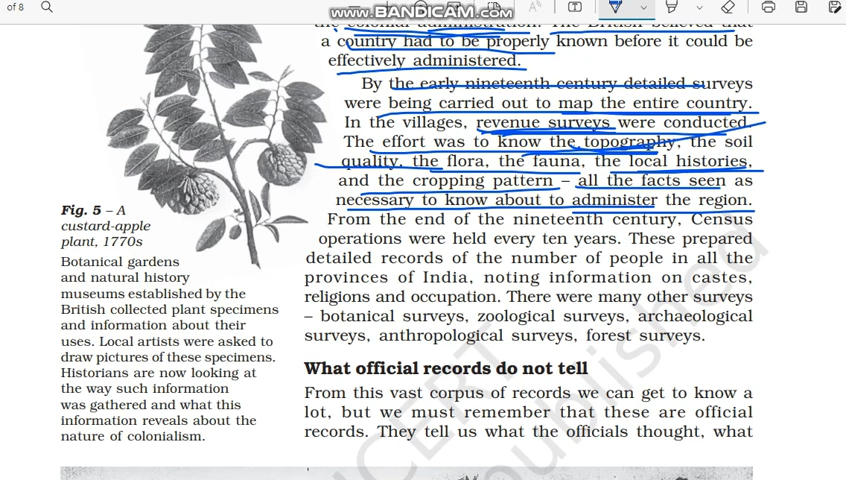 of 8
WWW.BANDICAM.COM
the colonial administration. The British believed that
a country had to be properly known before it could be
effectively administered.
By the early nineteenth century detailed surveys
were being carried out to map the entire country.
In the villages, revenue surveys were conducted.
The effort was to know the topography, the soil
quality, the flora, the fauna, the local histories,
and the cropping pattern – all the facts seen as
necessary to know about to administer the region.
From the end of the nineteenth century, Census
operations were held every ten years. These prepared
detailed records of the number of people in all the
provinces of India, noting information on castes,
religions and occupation. There were many other surveys
– botanical surveys, zoological surveys, archaeological
surveys, anthropological surveys, forest surveys.
What official records do not tell
From this vast corpus of records we can get to know a
lot, but we must remember that these are official
records. They tell us what the officials thought, what
Fig. 5 – A
custard-apple
plant, 1770s
Botanical gardens
and natural history
museums established by the
British collected plant specimens
and information about their
uses. Local artists were asked to
draw pictures of these specimens.
Historians are now looking at
the way such information
was gathered and what this
information reveals about the
nature of colonialism.
NCERT
published